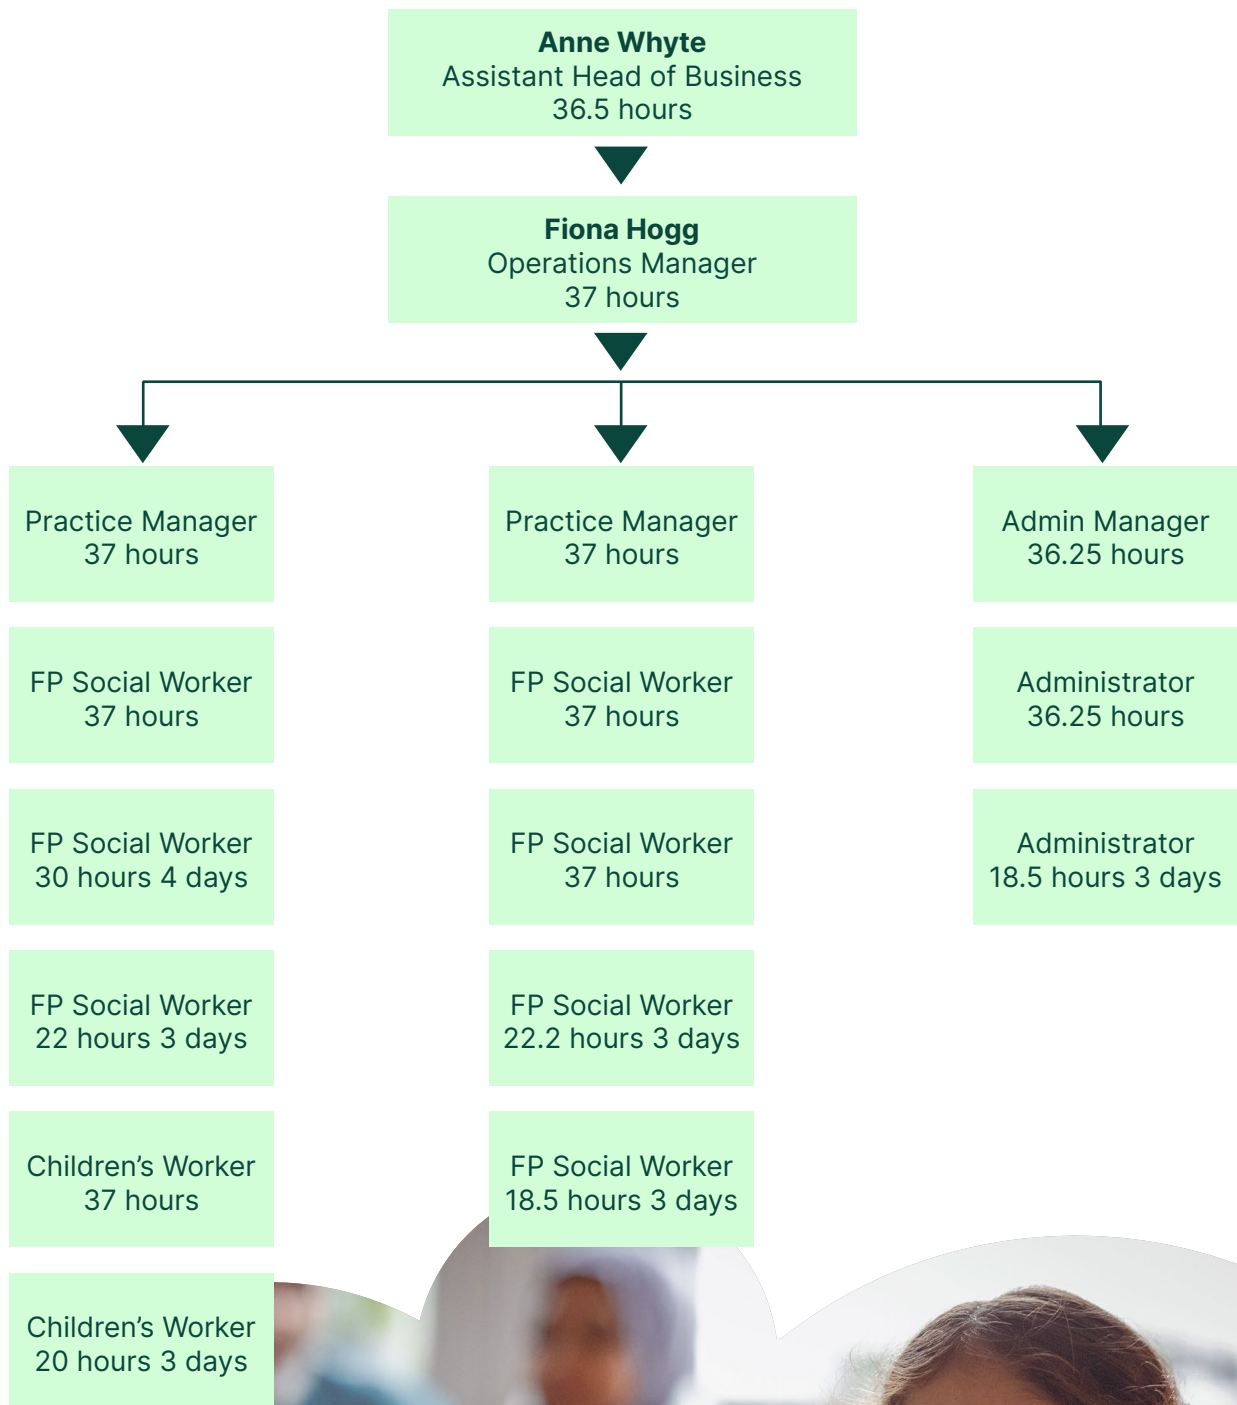 Anne Whyte
Assistant Head of Business
36.5 hours
Fiona Hogg
Operations Manager
37 hours
Practice Manager
37 hours
FP Social Worker
37 hours
FP Social Worker
30 hours 4 days
FP Social Worker
22 hours 3 days
Children’s Worker
37 hours
Children’s Worker
20 hours 3 days
Practice Manager
37 hours
FP Social Worker
37 hours
FP Social Worker
37 hours
FP Social Worker
22.2 hours 3 days
FP Social Worker
18.5 hours 3 days
Admin Manager
36.25 hours
Administrator
36.25 hours
Administrator
18.5 hours 3 days